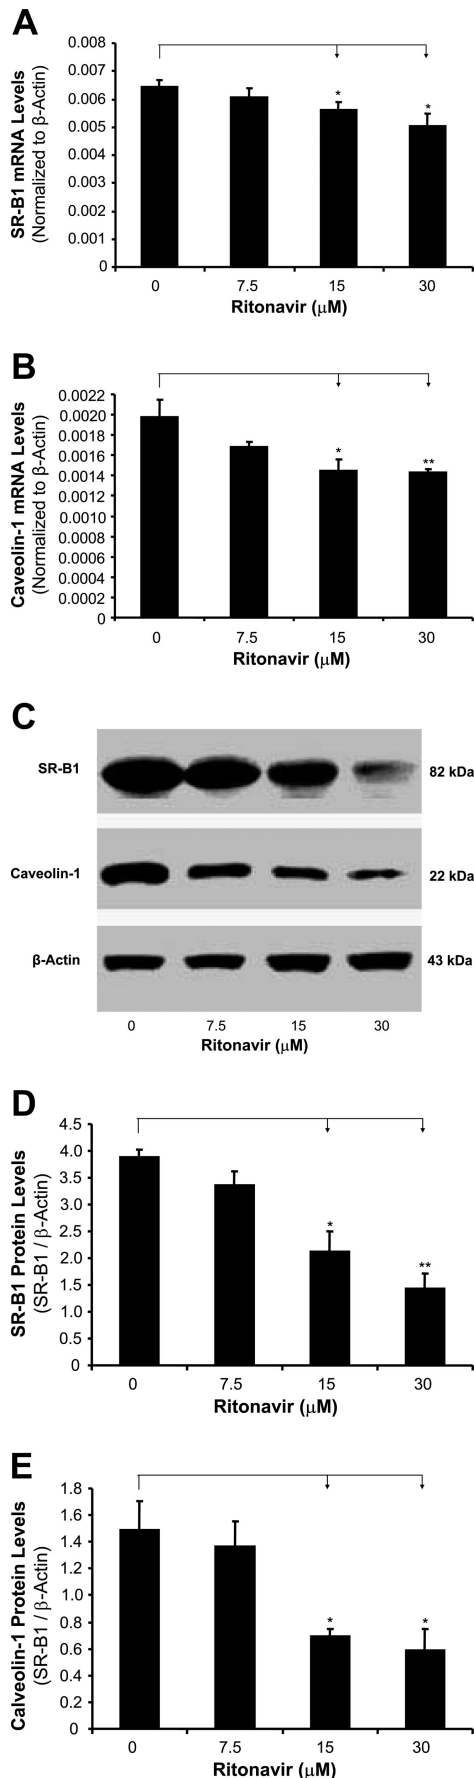 A
SR-B1 mRNA Levels
(Normalized to β-Actin)
0.008
0.007
0.006
0.005
0.004
0.003
0.002
0.001
0
* *
0 7.5 15 30
Ritonavir (μM)
B
Caveolin-1 mRNA Levels
(Normalized to β-Actin)
0.0022
0.0020
0.0018
0.0016
0.0014
0.0012
0.0010
0.0008
0.0006
0.0004
0.0002
0
* **
0 7.5 15 30
Ritonavir (μM)
C
SR-B1 82 kDa
Caveolin-1 22 kDa
β-Actin 43 kDa
0 7.5 15 30
Ritonavir (μM)
D
SR-B1 Protein Levels
(SR-B1 / β-Actin)
4.5
4.0
3.5
3.0
2.5
2.0
1.5
1.0
0.5
0
* **
0 7.5 15 30
Ritonavir (μM)
E
Calveolin-1 Protein Levels
(SR-B1 / β-Actin)
1.8
1.6
1.4
1.2
1.0
0.8
0.6
0.4
0.2
0
* *
0 7.5 15 30
Ritonavir (μM)